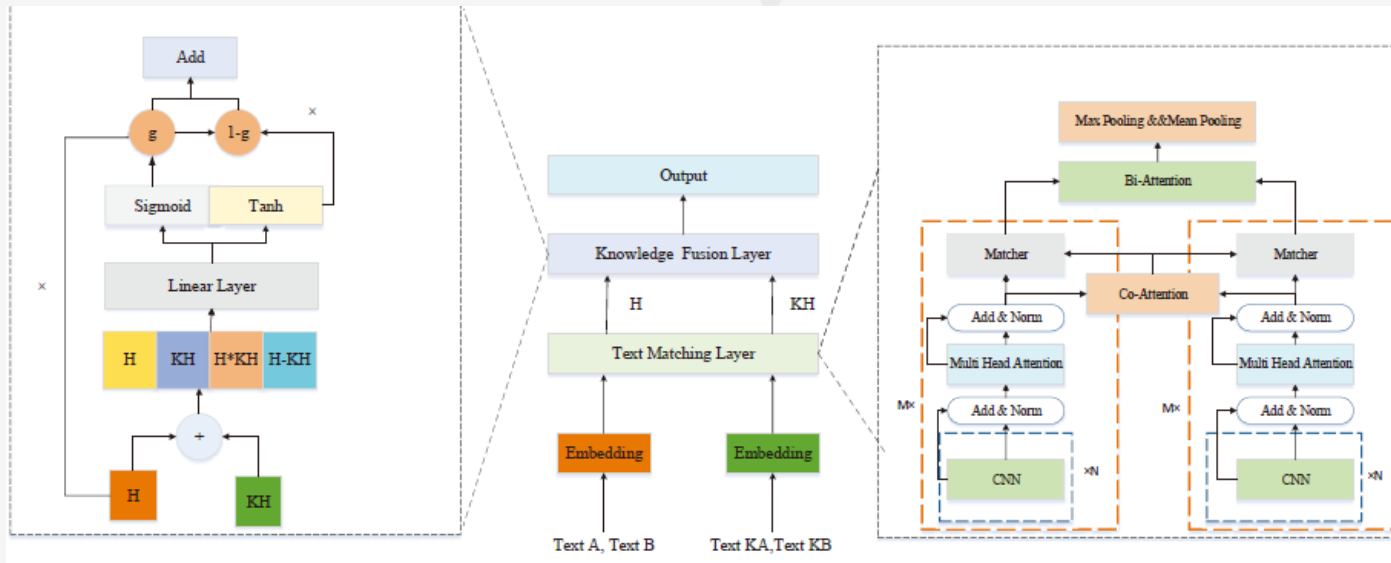 Add
×
g
1-g
Sigmoid
Tanh
Linear Layer
×
H
KH
H*KH
H-KH
+
H
KH
Output
Knowledge Fusion Layer
H
KH
Text Matching Layer
Embedding
Embedding
Text A, Text B
Text KA,Text KB
Max Pooling &&Mean Pooling
Bi-Attention
Matcher
Matcher
Co-Attention
Add & Norm
Add & Norm
Multi Head Attention
Multi Head Attention
M×
Add & Norm
M×
Add & Norm
CNN
×N
CNN
×N